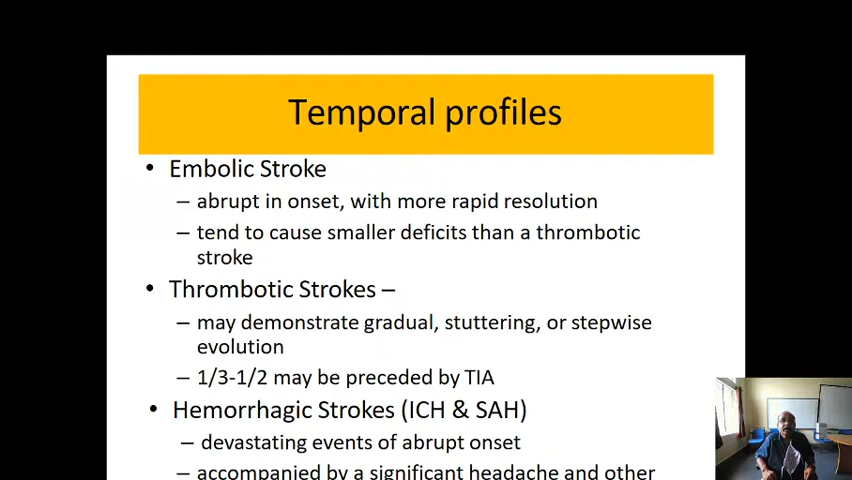 Temporal profiles
• Embolic Stroke
– abrupt in onset, with more rapid resolution
– tend to cause smaller deficits than a thrombotic
stroke
• Thrombotic Strokes –
– may demonstrate gradual, stuttering, or stepwise
evolution
– 1/3-1/2 may be preceded by TIA
• Hemorrhagic Strokes (ICH & SAH)
– devastating events of abrupt onset
– accompanied by a significant headache and other